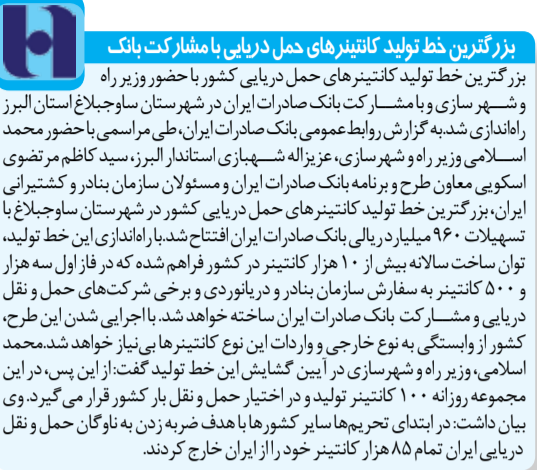 بزرگترین خط تولید کانتینرهای حمل دریایی با مشارکت بانک
بزرگترین خط تولید کانتینرهای حمل دریایی کشور با حضور وزیر راه
و شهرسازی و با مشارکت بانک صادرات ایران در شهرستان ساوجبلاغ استان البرز
راه‌اندازی شد.به گزارش روابط عمومی بانک صادرات ایران، طی مراسمی با حضور محمد
اسلامی وزیر راه و شهرسازی، عزیزاله شهبازی استاندار البرز، سید کاظم مرتضوی
اسکویی معاون طرح و برنامه بانک صادرات ایران و مسئولان سازمان بنادر و کشتیرانی
ایران، بزرگترین خط تولید کانتینرهای حمل دریایی کشور در شهرستان ساوجبلاغ با
تسهیلات ۹۶۰ میلیارد ریالی بانک صادرات ایران افتتاح شد.با راه‌اندازی این خط تولید،
توان ساخت سالانه بیش از ۱۰ هزار کانتینر در کشور فراهم شده که در فاز اول سه هزار
و ۵۰۰ کانتینر به سفارش سازمان بنادر و دریانوردی و برخی شرکت‌های حمل و نقل
دریایی و مشارکت بانک صادرات ایران ساخته خواهد شد. با اجرایی شدن این طرح،
کشور از وابستگی به نوع خارجی و واردات این نوع کانتینرها بی‌نیاز خواهد شد.محمد
اسلامی، وزیر راه و شهرسازی در آیین گشایش این خط تولید گفت: از این پس، در این
مجموعه روزانه ۱۰۰ کانتینر تولید و در اختیار حمل و نقل بار کشور قرار می گیرد. وی
بیان داشت: در ابتدای تحریم‌ها سایر کشورها با هدف ضربه زدن به ناوگان حمل و نقل
دریایی ایران تمام ۸۵ هزار کانتینر خود را از ایران خارج کردند.